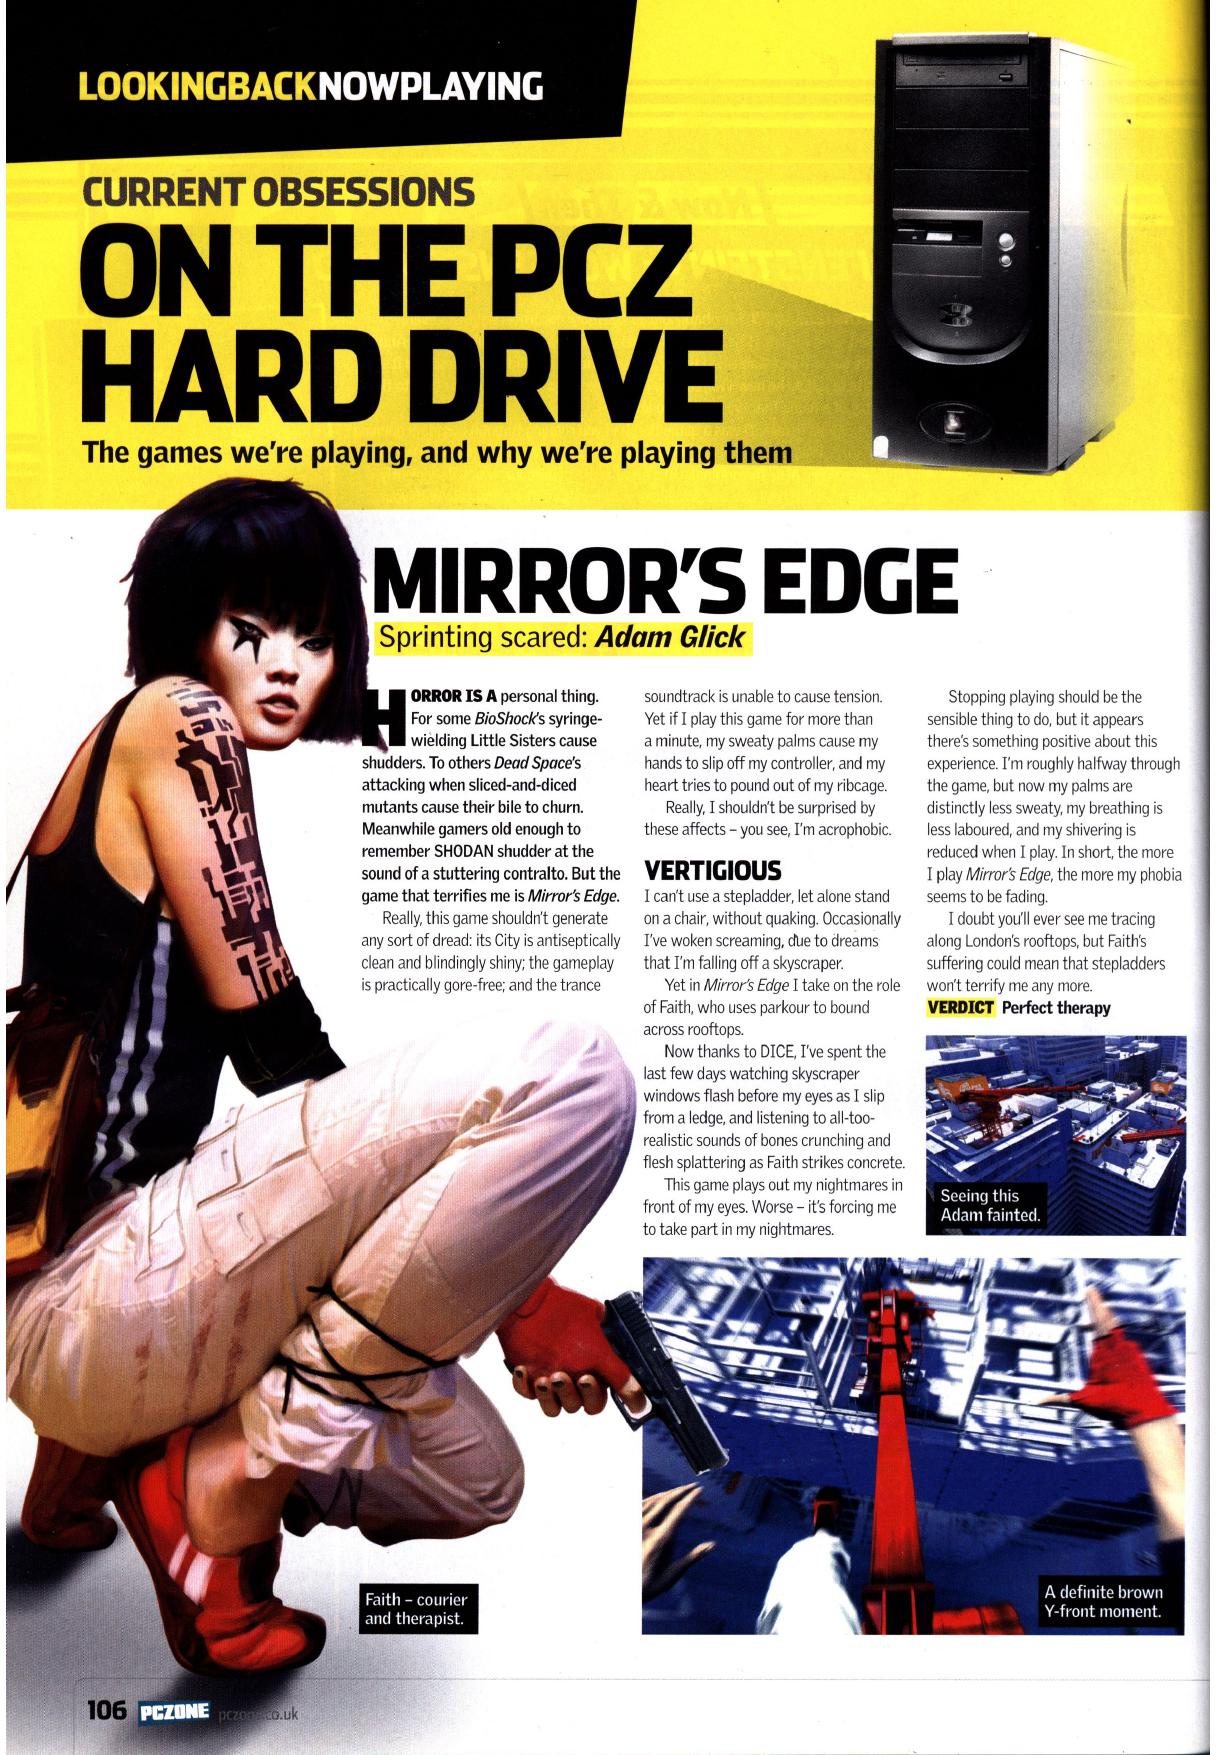 LOOKINGBACKNOWPLAYING
CURRENT OBSESSIONS
ON THE PCZ
HARD DRIVE
The games we're playing, and why we're playing them
MIRROR'S EDGE
Sprinting scared: Adam Glick
HORROR IS A personal thing.
For some BioShock's syringe-
wielding Little Sisters cause
shudders. To others Dead Space's
attacking when sliced-and-diced
mutants cause their bile to churn.
Meanwhile gamers old enough to
remember SHODAN shudder at the
sound of a stuttering contralto. But the
game that terrifies me is Mirror's Edge.
Really, this game shouldn't generate
any sort of dread: its City is antiseptically
clean and blindingly shiny; the gameplay
is practically gore-free; and the trance
soundtrack is unable to cause tension.
Yet if I play this game for more than
a minute, my sweaty palms cause my
hands to slip off my controller, and my
heart tries to pound out of my ribcage.
Really, I shouldn't be surprised by
these affects – you see, I'm acrophobic.
VERTIGIOUS
I can't use a stepladder, let alone stand
on a chair, without quaking. Occasionally
I've woken screaming, due to dreams
that I'm falling off a skyscraper.
Yet in Mirror's Edge I take on the role
of Faith, who uses parkour to bound
across rooftops.
Now thanks to DICE, I've spent the
last few days watching skyscraper
windows flash before my eyes as I slip
from a ledge, and listening to all-too-
realistic sounds of bones crunching and
flesh splattering as Faith strikes concrete.
This game plays out my nightmares in
front of my eyes. Worse – it's forcing me
to take part in my nightmares.
Stopping playing should be the
sensible thing to do, but it appears
there's something positive about this
experience. I'm roughly halfway through
the game, but now my palms are
distinctly less sweaty, my breathing is
less laboured, and my shivering is
reduced when I play. In short, the more
I play Mirror's Edge, the more my phobia
seems to be fading.
I doubt you'll ever see me tracing
along London's rooftops, but Faith's
suffering could mean that stepladders
won't terrify me any more.
VERDICT Perfect therapy
Seeing this
Adam fainted.
A definite brown
Y-front moment.
Faith – courier
and therapist.
106 PCZONE pczone.co.uk